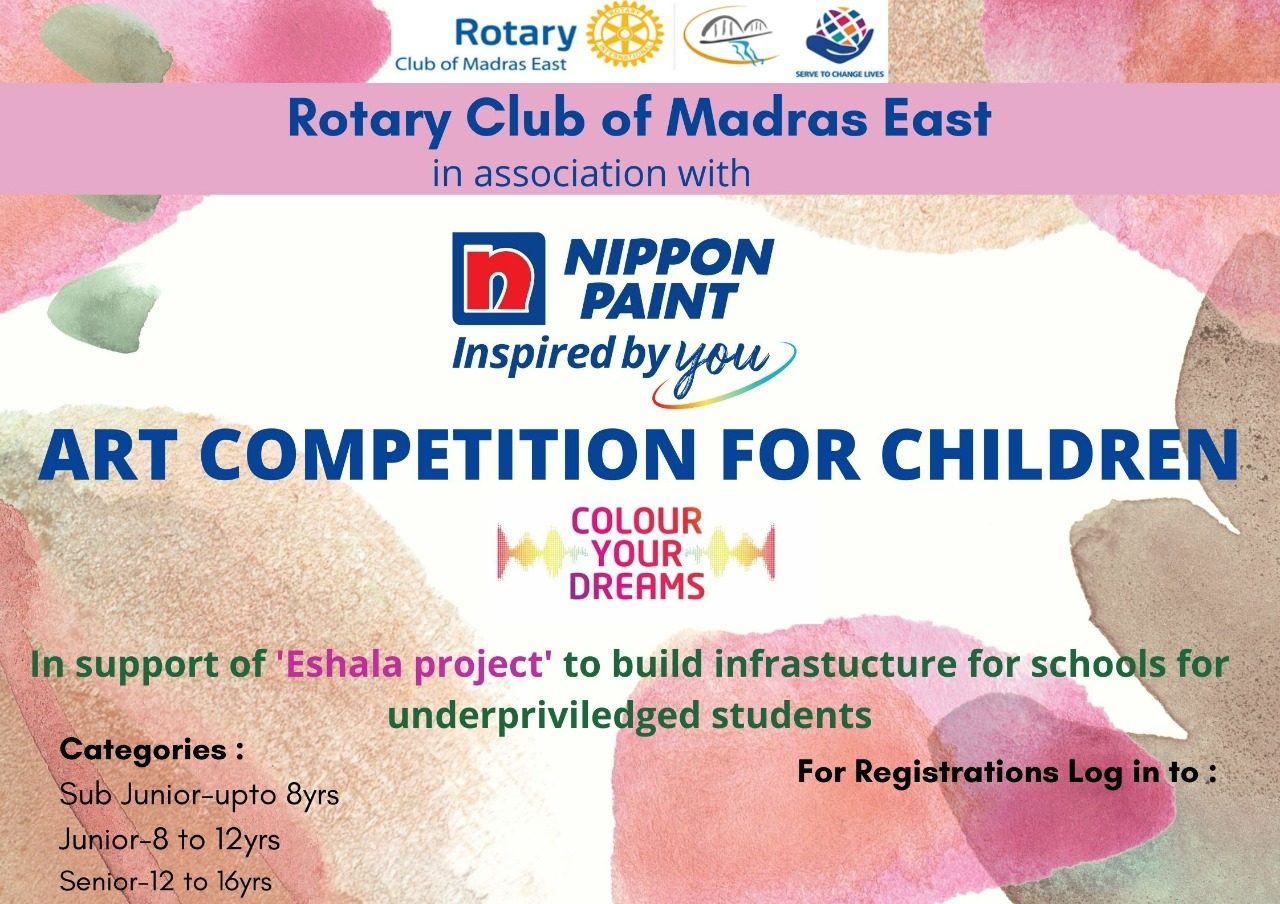 Rotary
Club of Madras East
ROTARY
INTERNATIONAL
SERVE TO CHANGE LIVES
Rotary Club of Madras East
in association with
n
NIPPON
PAINT
Inspired by you
ART COMPETITION FOR CHILDREN
COLOUR
YOUR
DREAMS
In support of 'Eshala project' to build infrastucture for schools for
underpriviledged students
Categories :
Sub Junior-upto 8yrs
Junior-8 to 12yrs
Senior-12 to 16yrs
For Registrations Log in to :